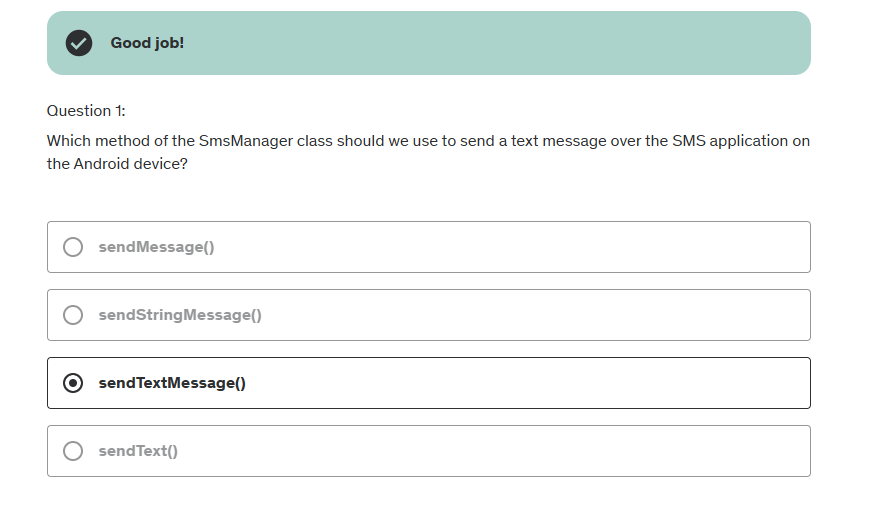 Good job!
Question 1:
Which method of the SmsManager class should we use to send a text message over the SMS application on
the Android device?
sendMessage()
sendStringMessage()
sendTextMessage()
sendText()